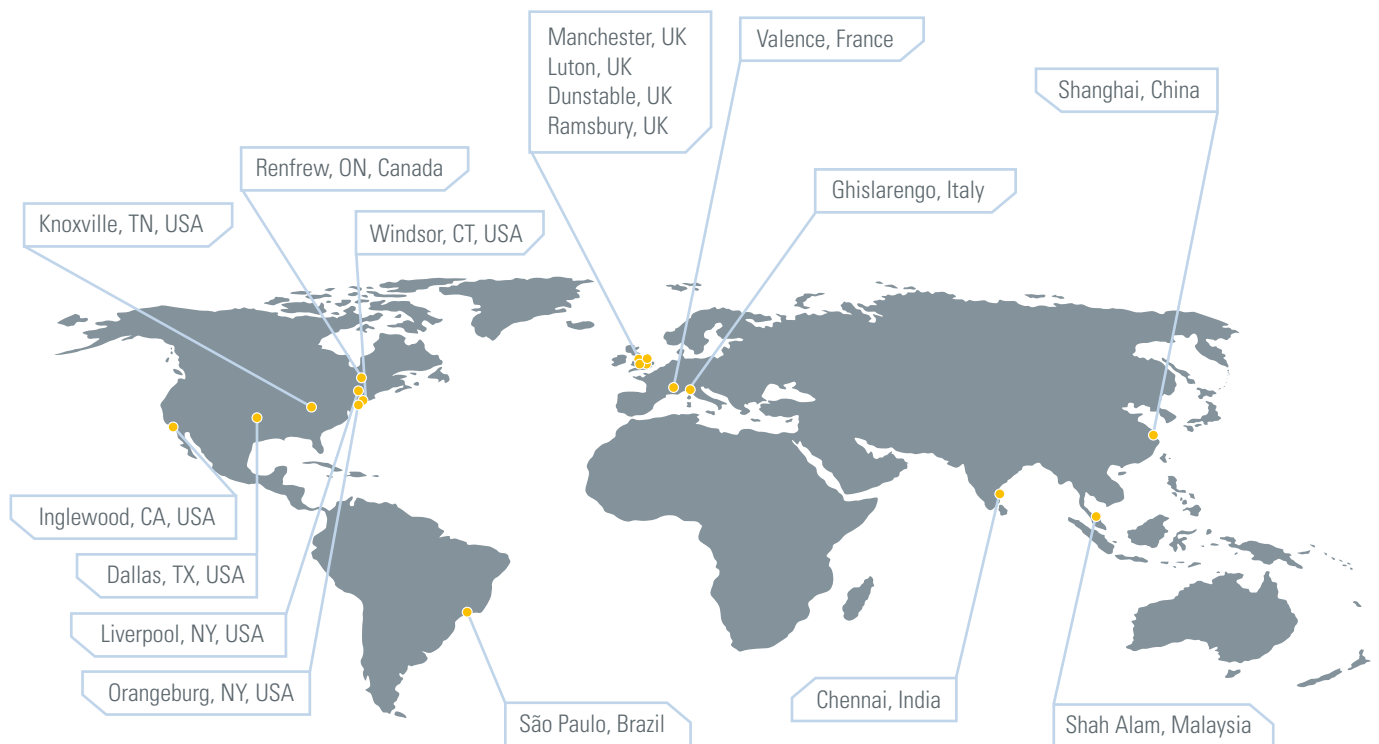 Manchester, UK
Luton, UK
Dunstable, UK
Ramsbury, UK
Valence, France
Shanghai, China
Renfrew, ON, Canada
Ghislarengo, Italy
Knoxville, TN, USA
Windsor, CT, USA
Inglewood, CA, USA
Dallas, TX, USA
Liverpool, NY, USA
Orangeburg, NY, USA
São Paulo, Brazil
Chennai, India
Shah Alam, Malaysia